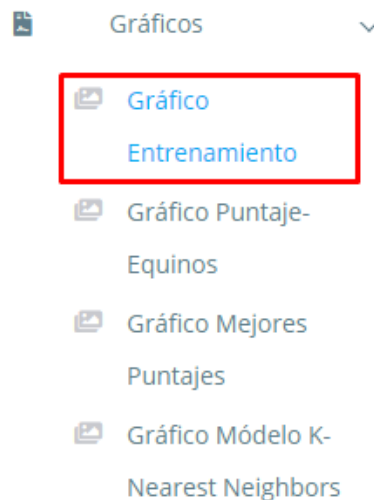 Gráficos
Gráfico
Entrenamiento
Gráfico Puntaje-
Equinos
Gráfico Mejores
Puntajes
Gráfico Módelo K-
Nearest Neighbors